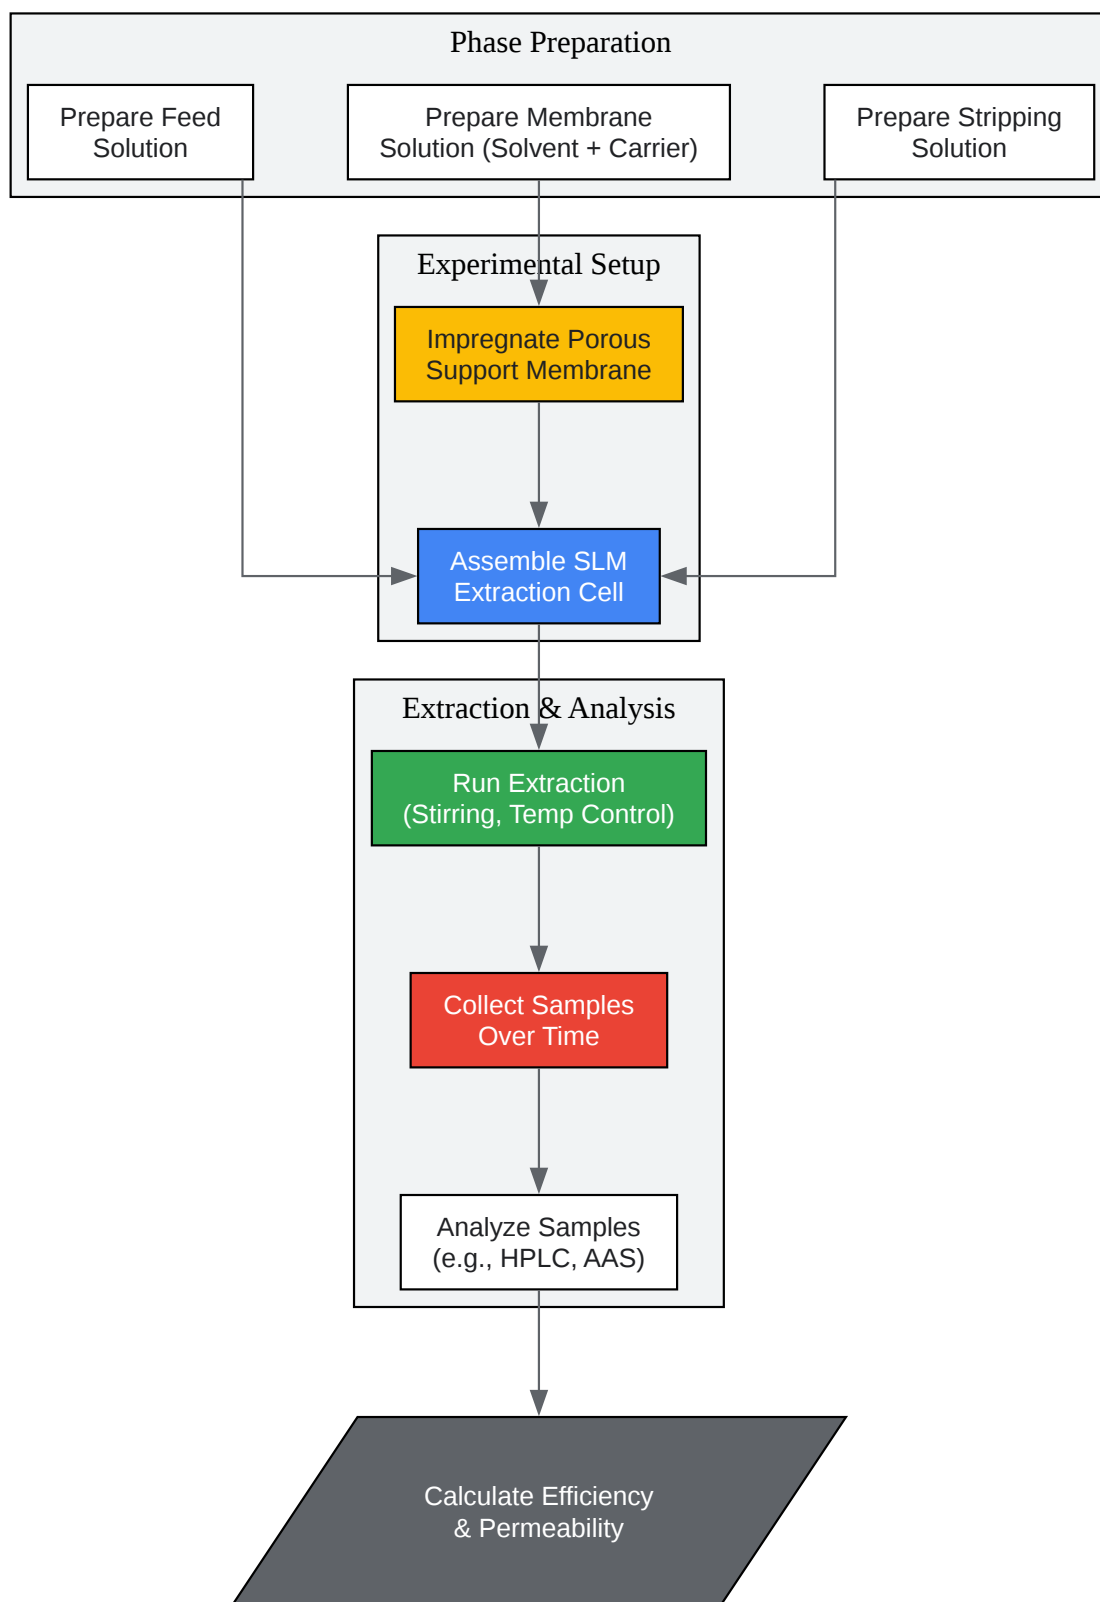 Phase Preparation
Prepare Feed
Solution
Prepare Membrane
Solution (Solvent + Carrier)
Prepare Stripping
Solution
Experimental Setup
Impregnate Porous
Support Membrane
Assemble SLM
Extraction Cell
Extraction & Analysis
Run Extraction
(Stirring, Temp Control)
Collect Samples
Over Time
Analyze Samples
(e.g., HPLC, AAS)
Calculate Efficiency
& Permeability